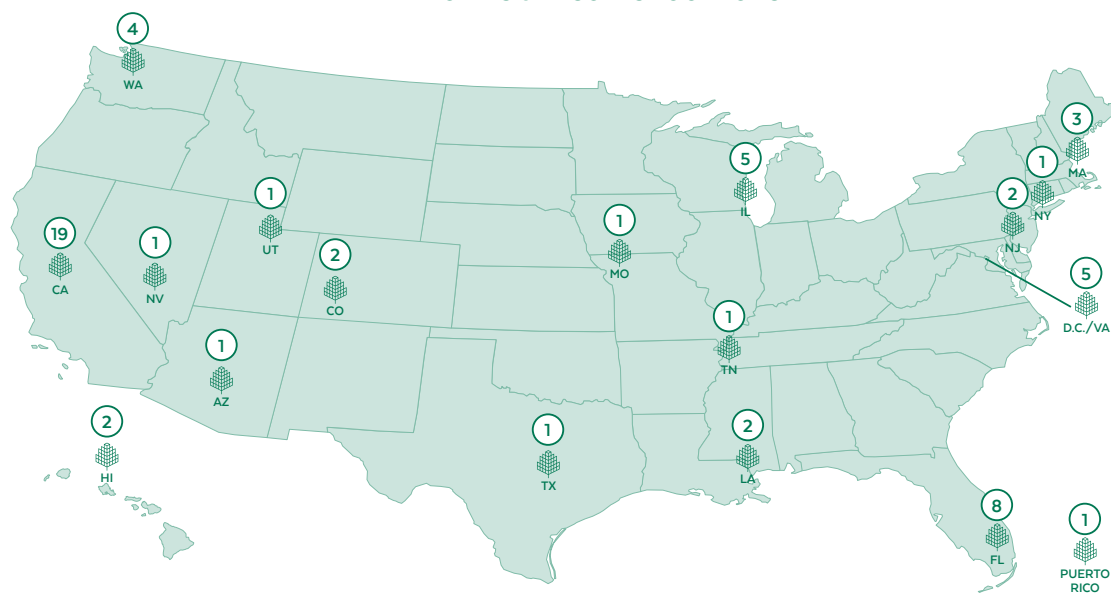 4
WA
3
MA
5
IL
1
NY
1
UT
2
NJ
19
CA
1
NV
2
CO
1
MO
5
D.C./VA
1
AZ
1
TN
2
HI
1
TX
2
LA
8
FL
1
PUERTO
RICO